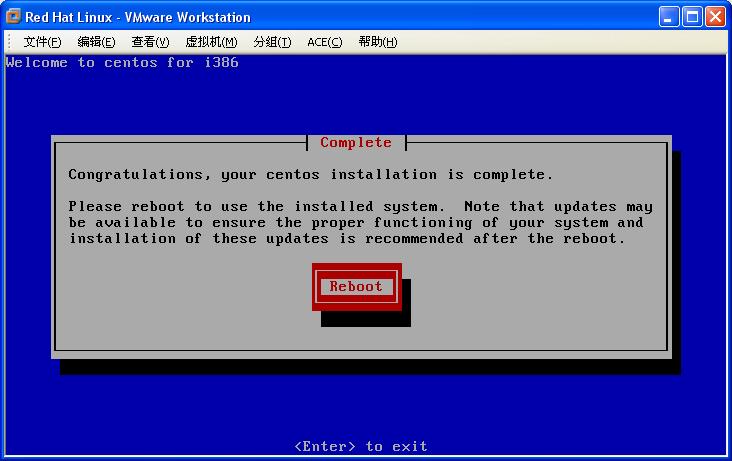 Red Hat Linux - VMware Workstation
文件(F) 编辑(E) 查看(V) 虚拟机(M) 分组(T) ACE(C) 帮助(H)
Welcome to centos for i386
Complete
Congratulations, your centos installation is complete.
Please reboot to use the installed system. Note that updates may
be available to ensure the proper functioning of your system and
installation of these updates is recommended after the reboot.
Reboot
<Enter> to exit